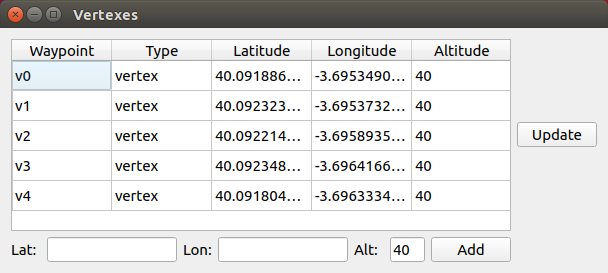 Vertexes
Waypoint Type Latitude Longitude Altitude
v0 vertex 40.091886… -3.6953490… 40
v1 vertex 40.092323… -3.6953732… 40
v2 vertex 40.092214… -3.6958935… 40
v3 vertex 40.092348… -3.6964166… 40
v4 vertex 40.091804… -3.6963334… 40
Update
Lat: Lon: Alt: 40 Add